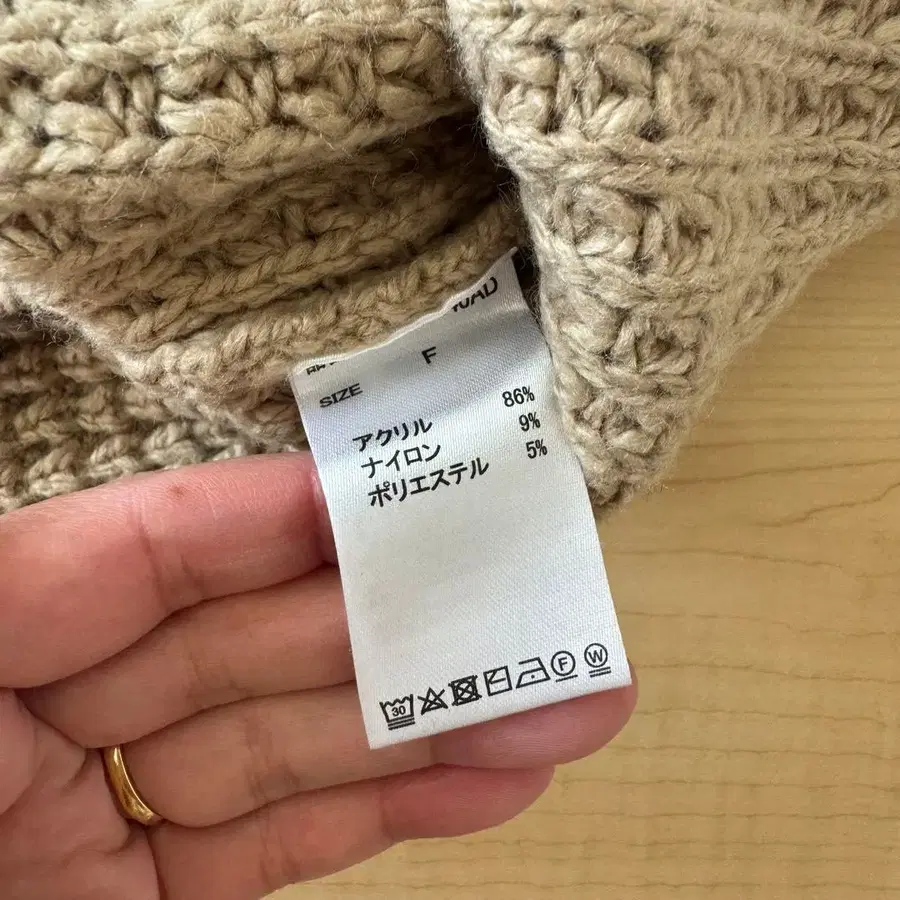 F
SIZE
アクリル 86%
ナイロン 9%
ポリエステル 5%
30 F W